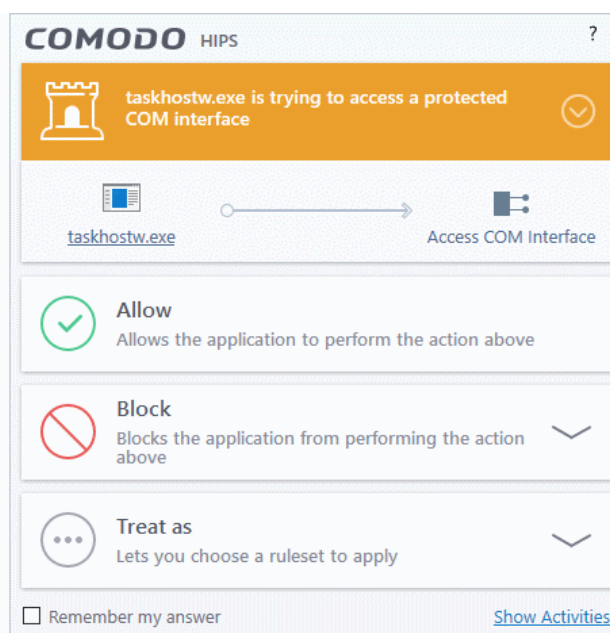 COMODO HIPS ?
taskhostw.exe is trying to access a protected
COM interface
taskhostw.exe Access COM Interface
Allow
Allows the application to perform the action above
Block
Blocks the application from performing the action
above
Treat as
Lets you choose a ruleset to apply
Remember my answer Show Activities